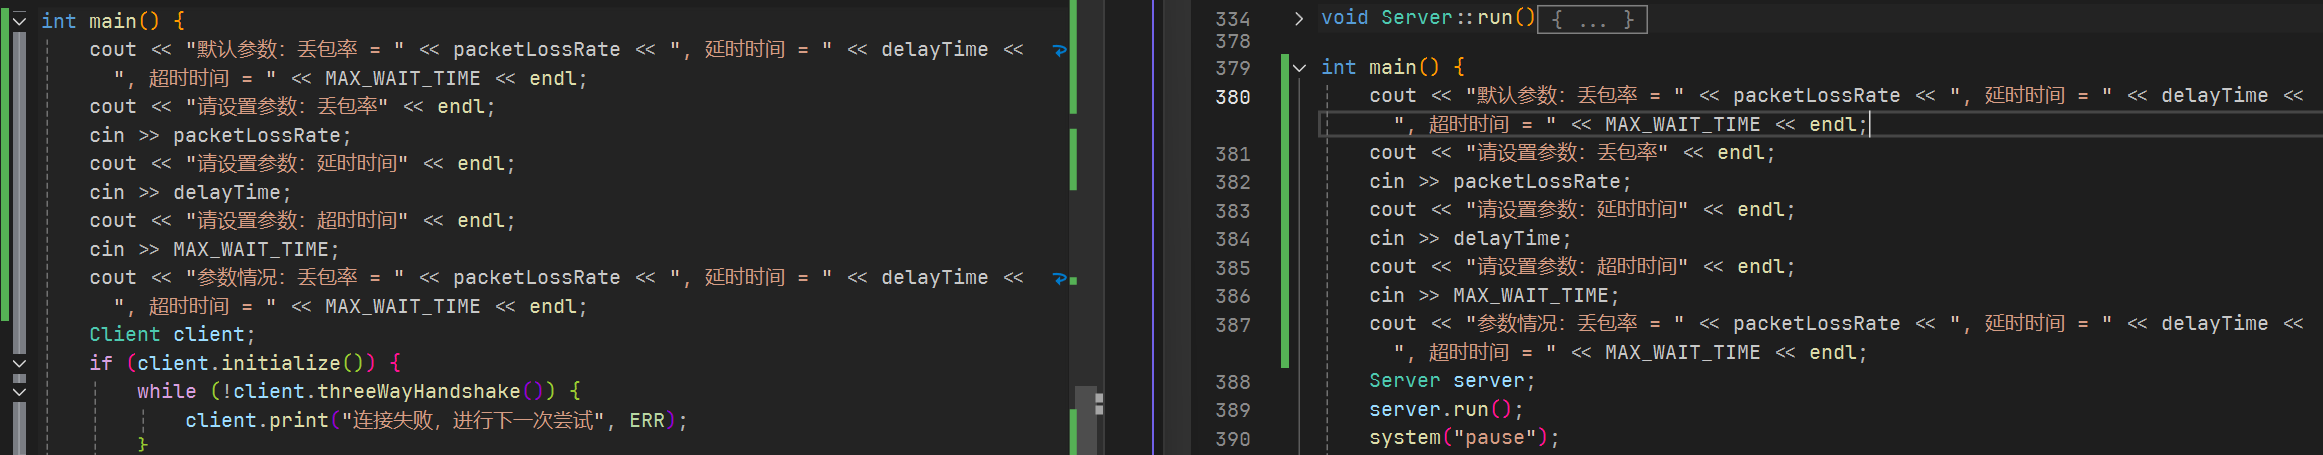 int main() {
cout << "默认参数：丢包率 = " << packetLossRate << ", 延时时间 = " << delayTime <<
", 超时时间 = " << MAX_WAIT_TIME << endl;
cout << "请设置参数：丢包率" << endl;
cin >> packetLossRate;
cout << "请设置参数：延时时间" << endl;
cin >> delayTime;
cout << "请设置参数：超时时间" << endl;
cin >> MAX_WAIT_TIME;
cout << "参数情况：丢包率 = " << packetLossRate << ", 延时时间 = " << delayTime <<
", 超时时间 = " << MAX_WAIT_TIME << endl;
Client client;
if (client.initialize()) {
while (!client.threeWayHandshake()) {
client.print("连接失败，进行下一次尝试", ERR);
}
334 void Server::run() { ... }
378
379 int main() {
380 cout << "默认参数：丢包率 = " << packetLossRate << ", 延时时间 = " << delayTime <<
", 超时时间 = " << MAX_WAIT_TIME << endl;
381 cout << "请设置参数：丢包率" << endl;
382 cin >> packetLossRate;
383 cout << "请设置参数：延时时间" << endl;
384 cin >> delayTime;
385 cout << "请设置参数：超时时间" << endl;
386 cin >> MAX_WAIT_TIME;
387 cout << "参数情况：丢包率 = " << packetLossRate << ", 延时时间 = " << delayTime <<
", 超时时间 = " << MAX_WAIT_TIME << endl;
388 Server server;
389 server.run();
390 system("pause");